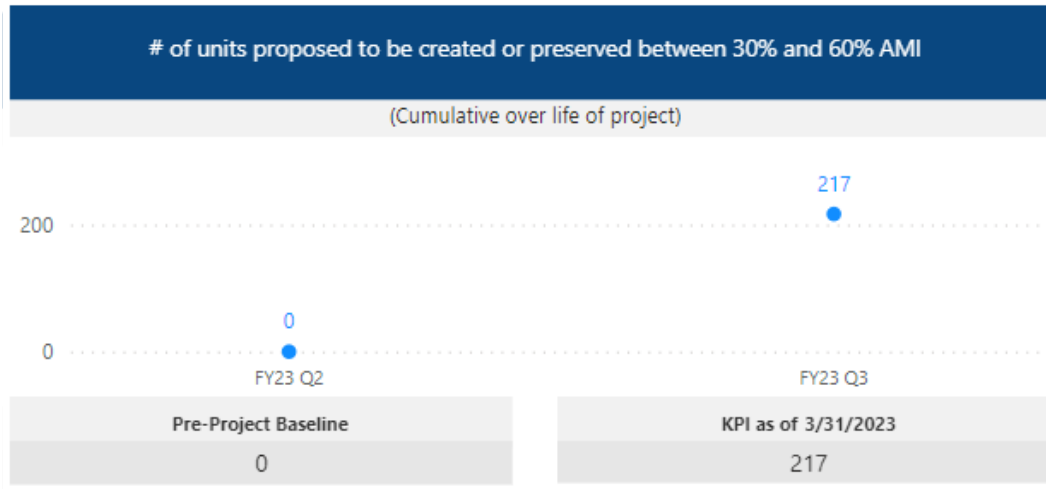 # of units proposed to be created or preserved between 30% and 60% AMI
(Cumulative over life of project)
217
200
0
0
FY23 Q2 FY23 Q3
Pre-Project Baseline KPI as of 3/31/2023
0 217